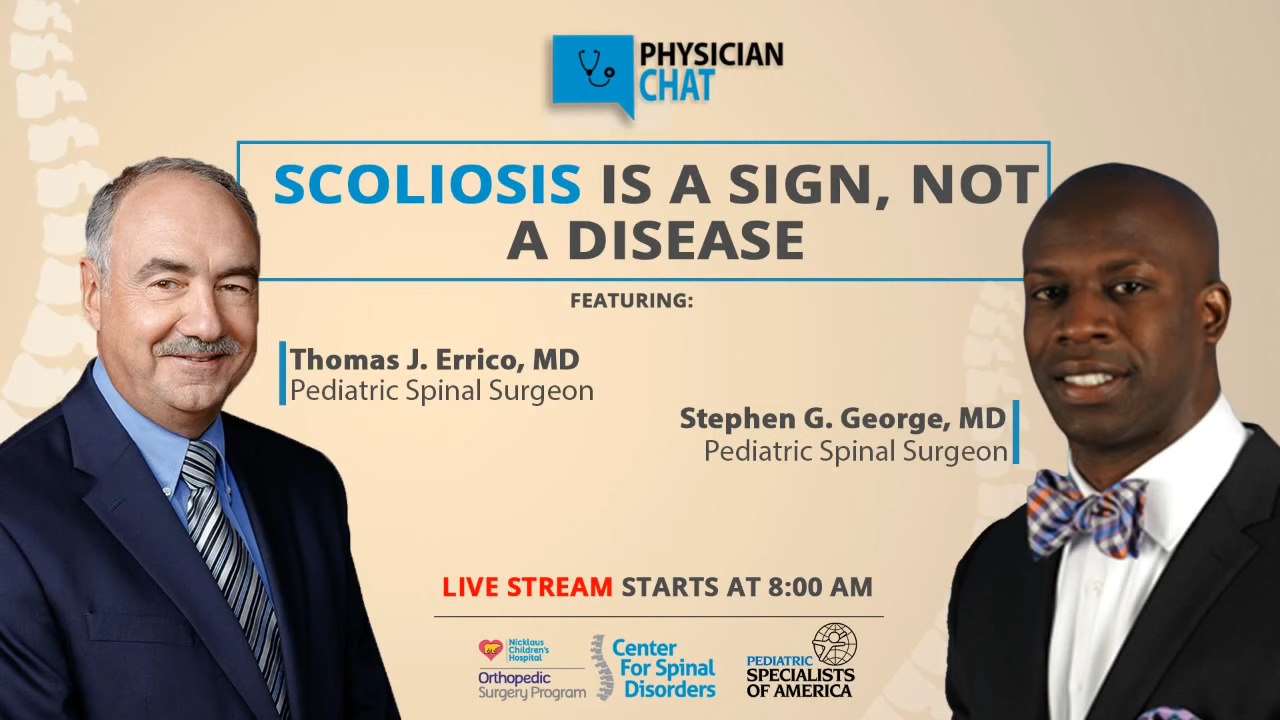 PHYSICIAN
CHAT
SCOLIOSIS IS A SIGN, NOT
A DISEASE
FEATURING:
Thomas J. Errico, MD
Pediatric Spinal Surgeon
Stephen G. George, MD
Pediatric Spinal Surgeon
LIVE STREAM STARTS AT 8:00 AM
Nicklaus
Children's
Hospital
Orthopedic
Surgery Program
Center
For Spinal
Disorders
PEDIATRIC
SPECIALISTS
OF AMERICA